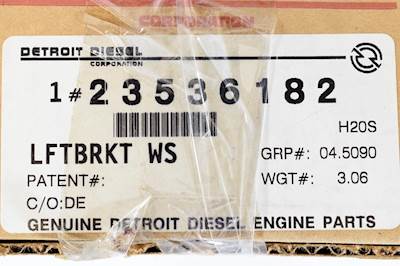 CORPORATION
DETROIT DIESEL
CORPORATION
1 # 23536182
H20S
LFTBRKT WS GRP#: 04.5090
PATENT#: WGT#: 3.06
C/O:DE
GENUINE DETROIT DIESEL ENGINE PARTS